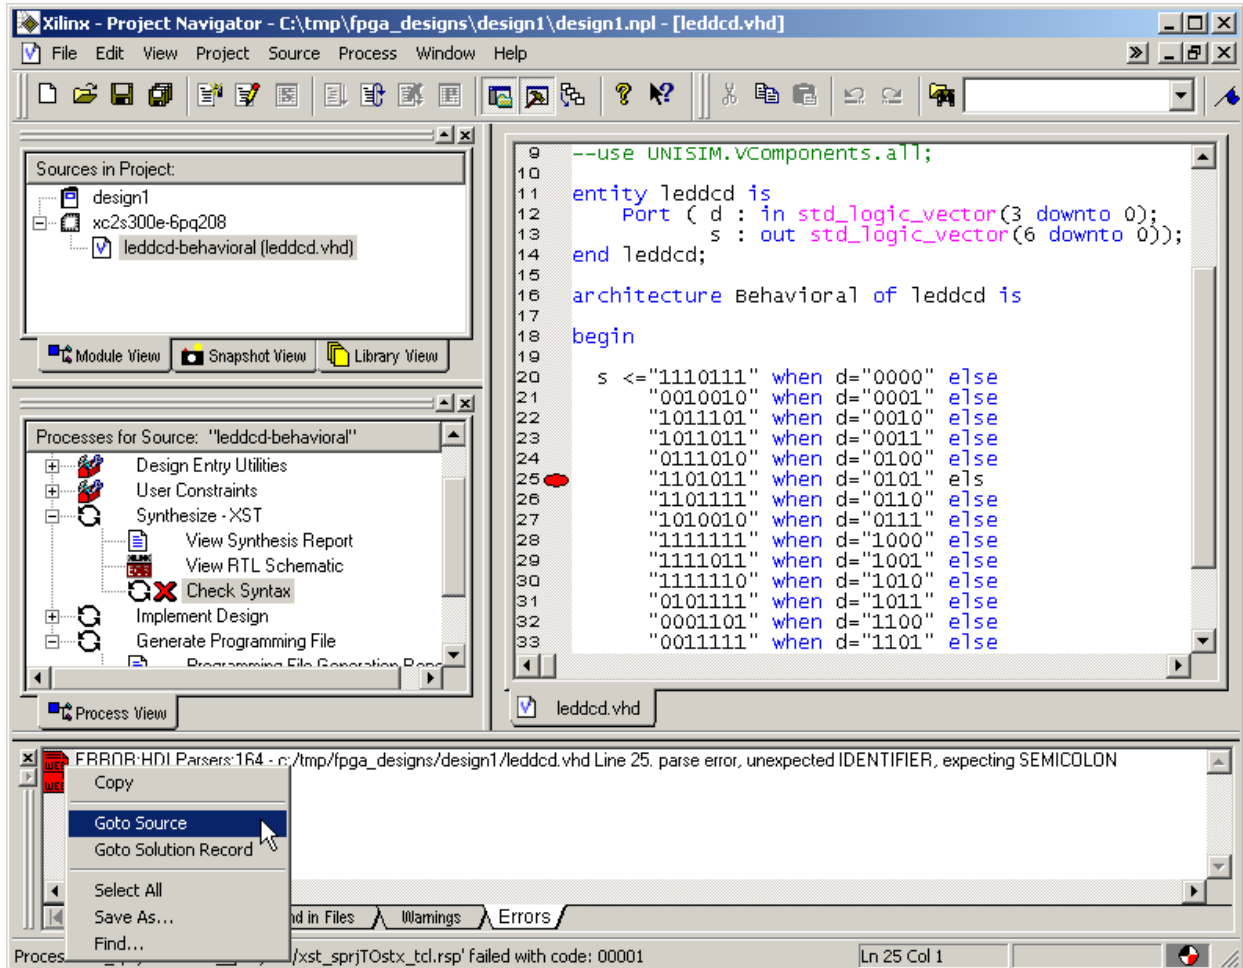 Xilinx - Project Navigator - C:\tmp\fpga_designs\design1\design1.npl - [leddcd.vhd]
File Edit View Project Source Process Window Help
Sources in Project:
design1
xc2s300e-6pq208
leddcd-behavioral (leddcd.vhd)
Module View Snapshot View Library View
Processes for Source: "leddcd-behavioral"
Design Entry Utilities
User Constraints
Synthesize - XST
View Synthesis Report
View RTL Schematic
Check Syntax
Implement Design
Generate Programming File
Programming File Generation Repo
Process View
9 --use UNISIM.VComponents.all;
10
11 entity leddcd is
12 Port ( d : in std_logic_vector(3 downto 0);
13 s : out std_logic_vector(6 downto 0));
14 end leddcd;
15
16 architecture Behavioral of leddcd is
17
18 begin
19
20 s <="1110111" when d="0000" else
21 "0010010" when d="0001" else
22 "1011101" when d="0010" else
23 "1011011" when d="0011" else
24 "0111010" when d="0100" else
25 "1101011" when d="0101" els
26 "1101111" when d="0110" else
27 "1010010" when d="0111" else
28 "1111111" when d="1000" else
29 "1111011" when d="1001" else
30 "1111110" when d="1010" else
31 "0101111" when d="1011" else
32 "0001101" when d="1100" else
33 "0011111" when d="1101" else
leddcd.vhd
ERROR:HDLParsers:164 - c:/tmp/fpga_designs/design1/leddcd.vhd Line 25. parse error, unexpected IDENTIFIER, expecting SEMICOLON
Copy
Goto Source
Goto Solution Record
Select All
Save As...
Find...
nd in Files Warnings Errors
Proces /xst_sprjTOstx_tcl.rsp' failed with code: 00001 Ln 25 Col 1